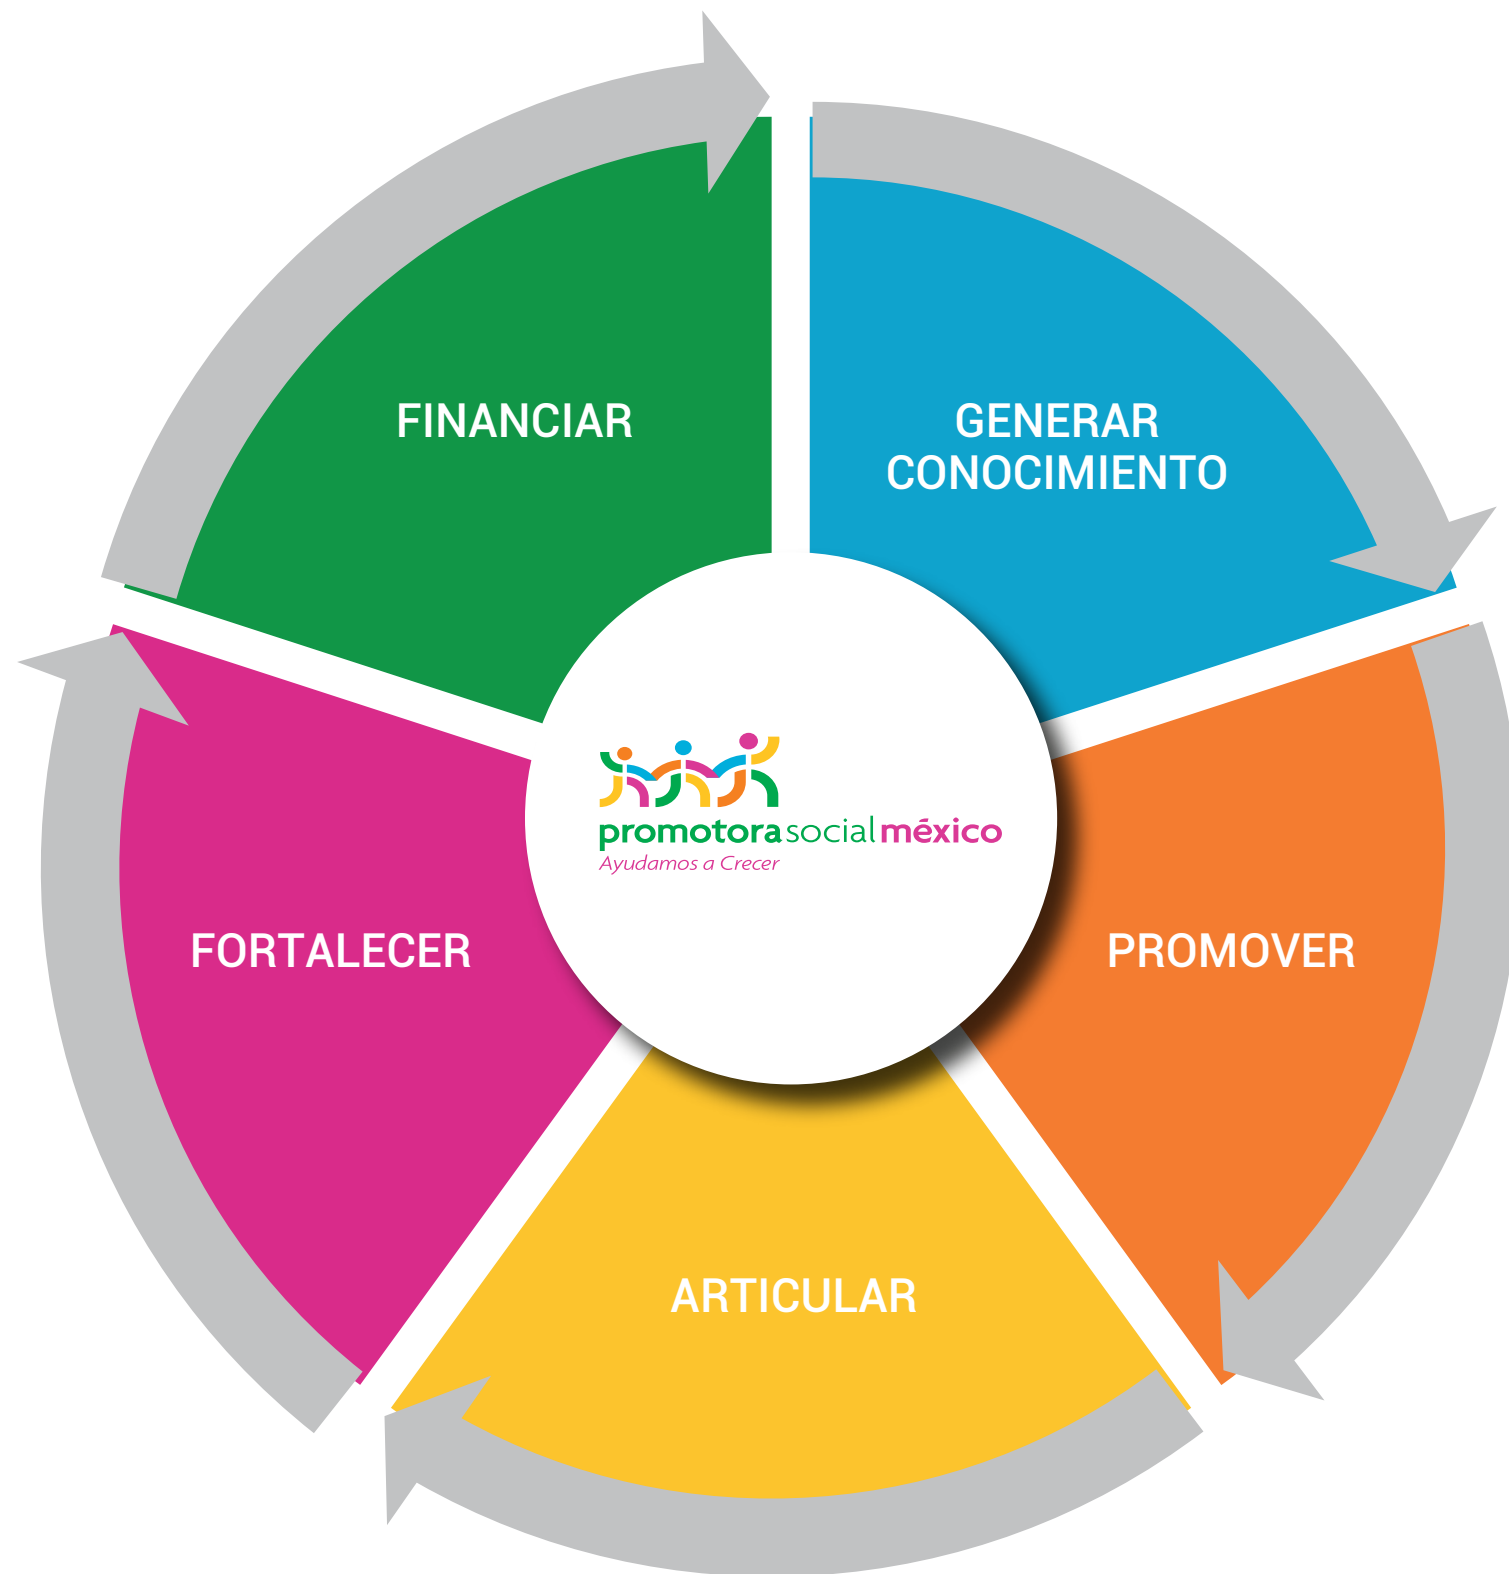 FINANCIAR
GENERAR
CONOCIMIENTO
promotorasocialméxico
Ayudamos a Crecer
FORTALECER
PROMOVER
ARTICULAR